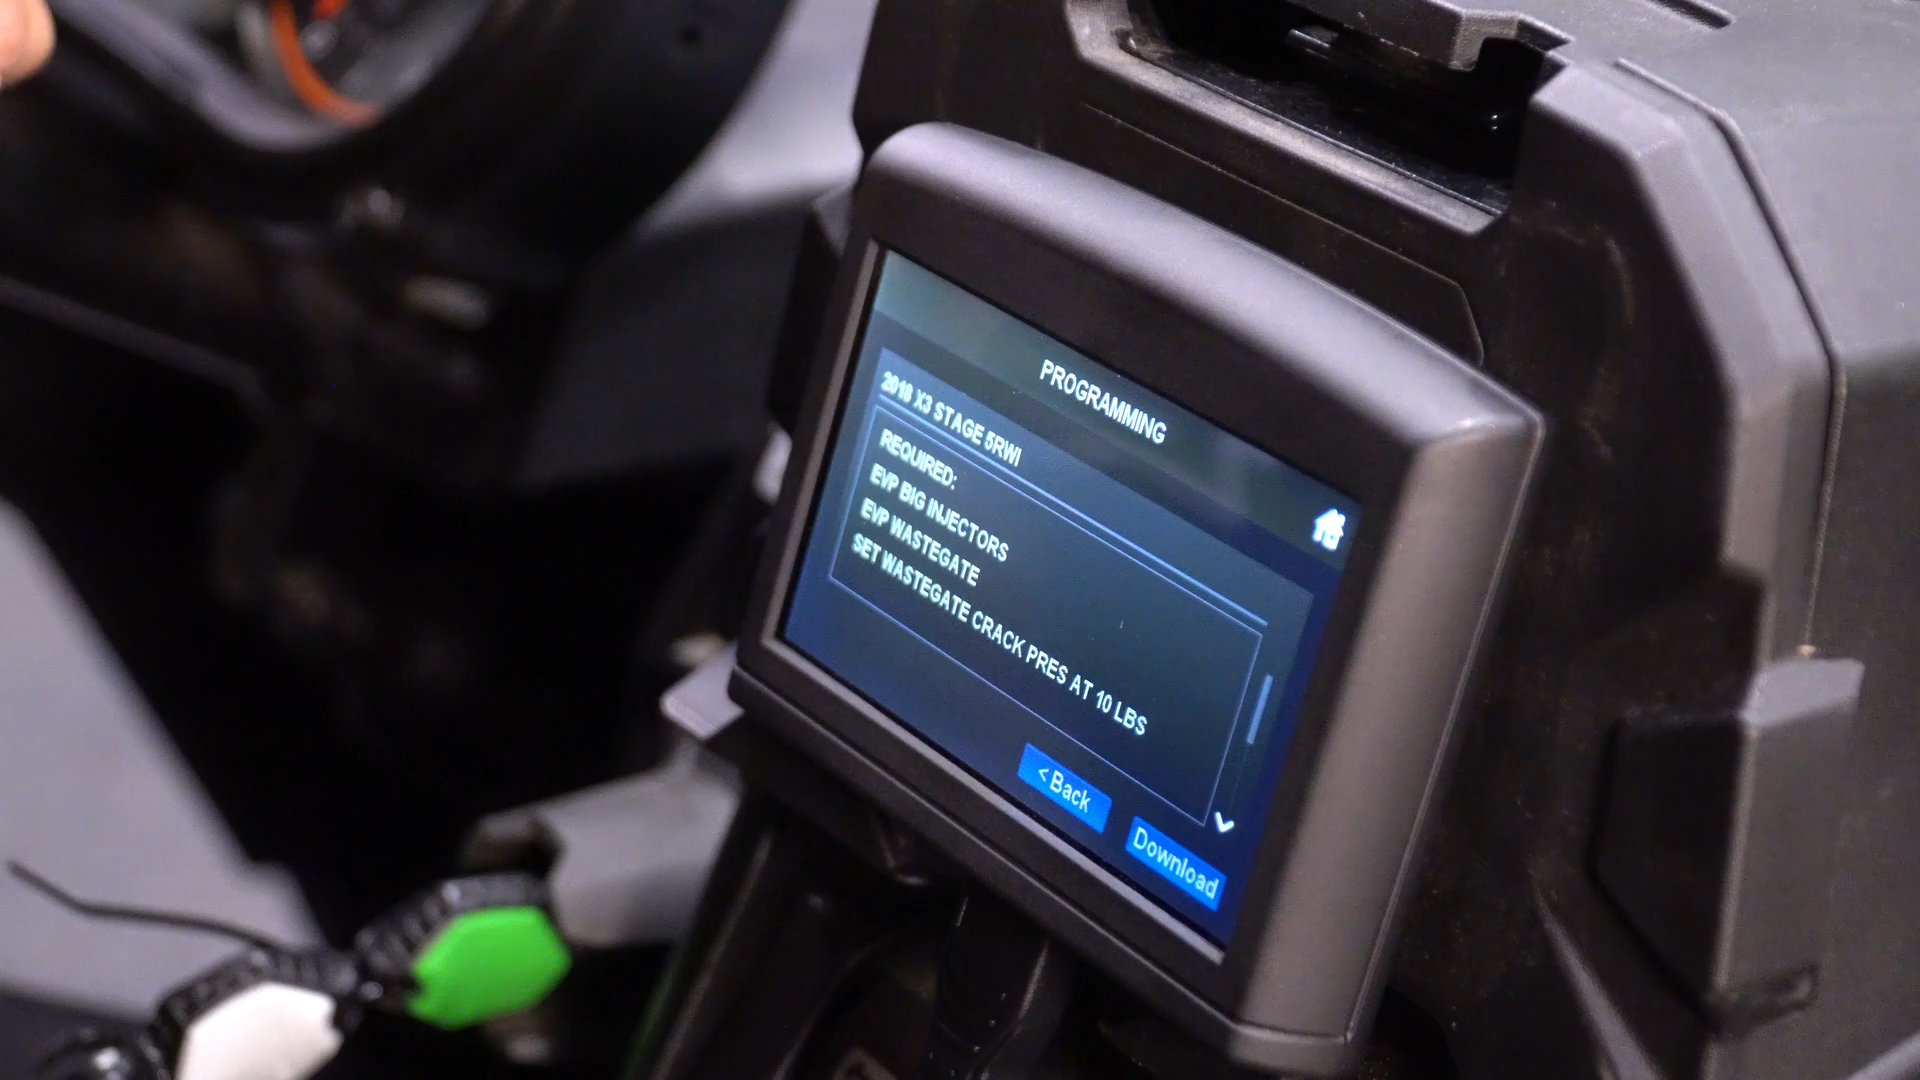 PROGRAMMING
2018 X3 STAGE 5RWI
REQUIRED:
EVP BIG INJECTORS
EVP WASTEGATE
SET WASTEGATE CRACK PRES AT 10 LBS
< Back
Download